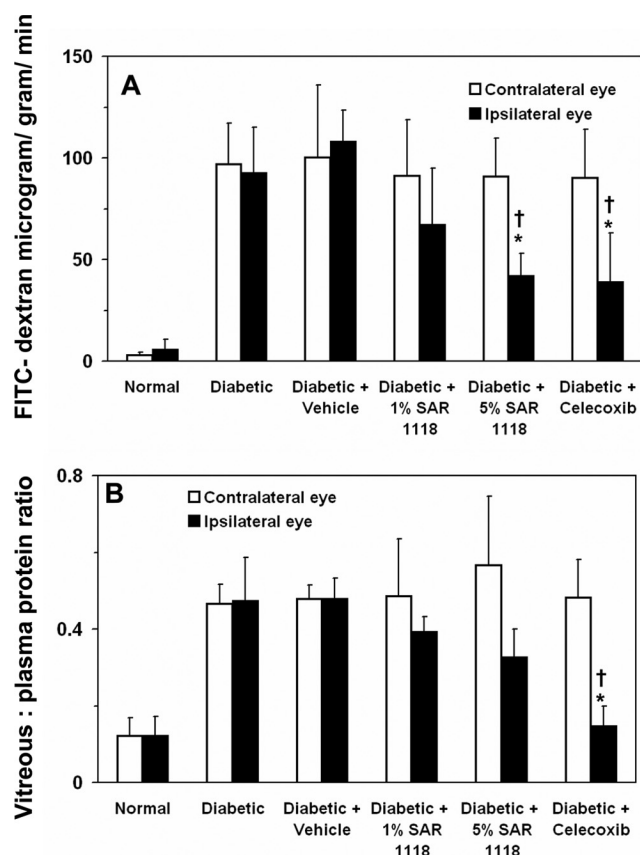 FITC- dextran microgram/ gram/ min
A
150
100
50
0
Contralateral eye
Ipsilateral eye
†
*
†
*
Normal
Diabetic
Diabetic +
Vehicle
Diabetic +
1% SAR
1118
Diabetic +
5% SAR
1118
Diabetic +
Celecoxib
Vitreous : plasma protein ratio
B
0.8
0.4
0
Contralateral eye
Ipsilateral eye
†
*
Normal
Diabetic
Diabetic +
Vehicle
Diabetic +
1% SAR
1118
Diabetic +
5% SAR
1118
Diabetic +
Celecoxib